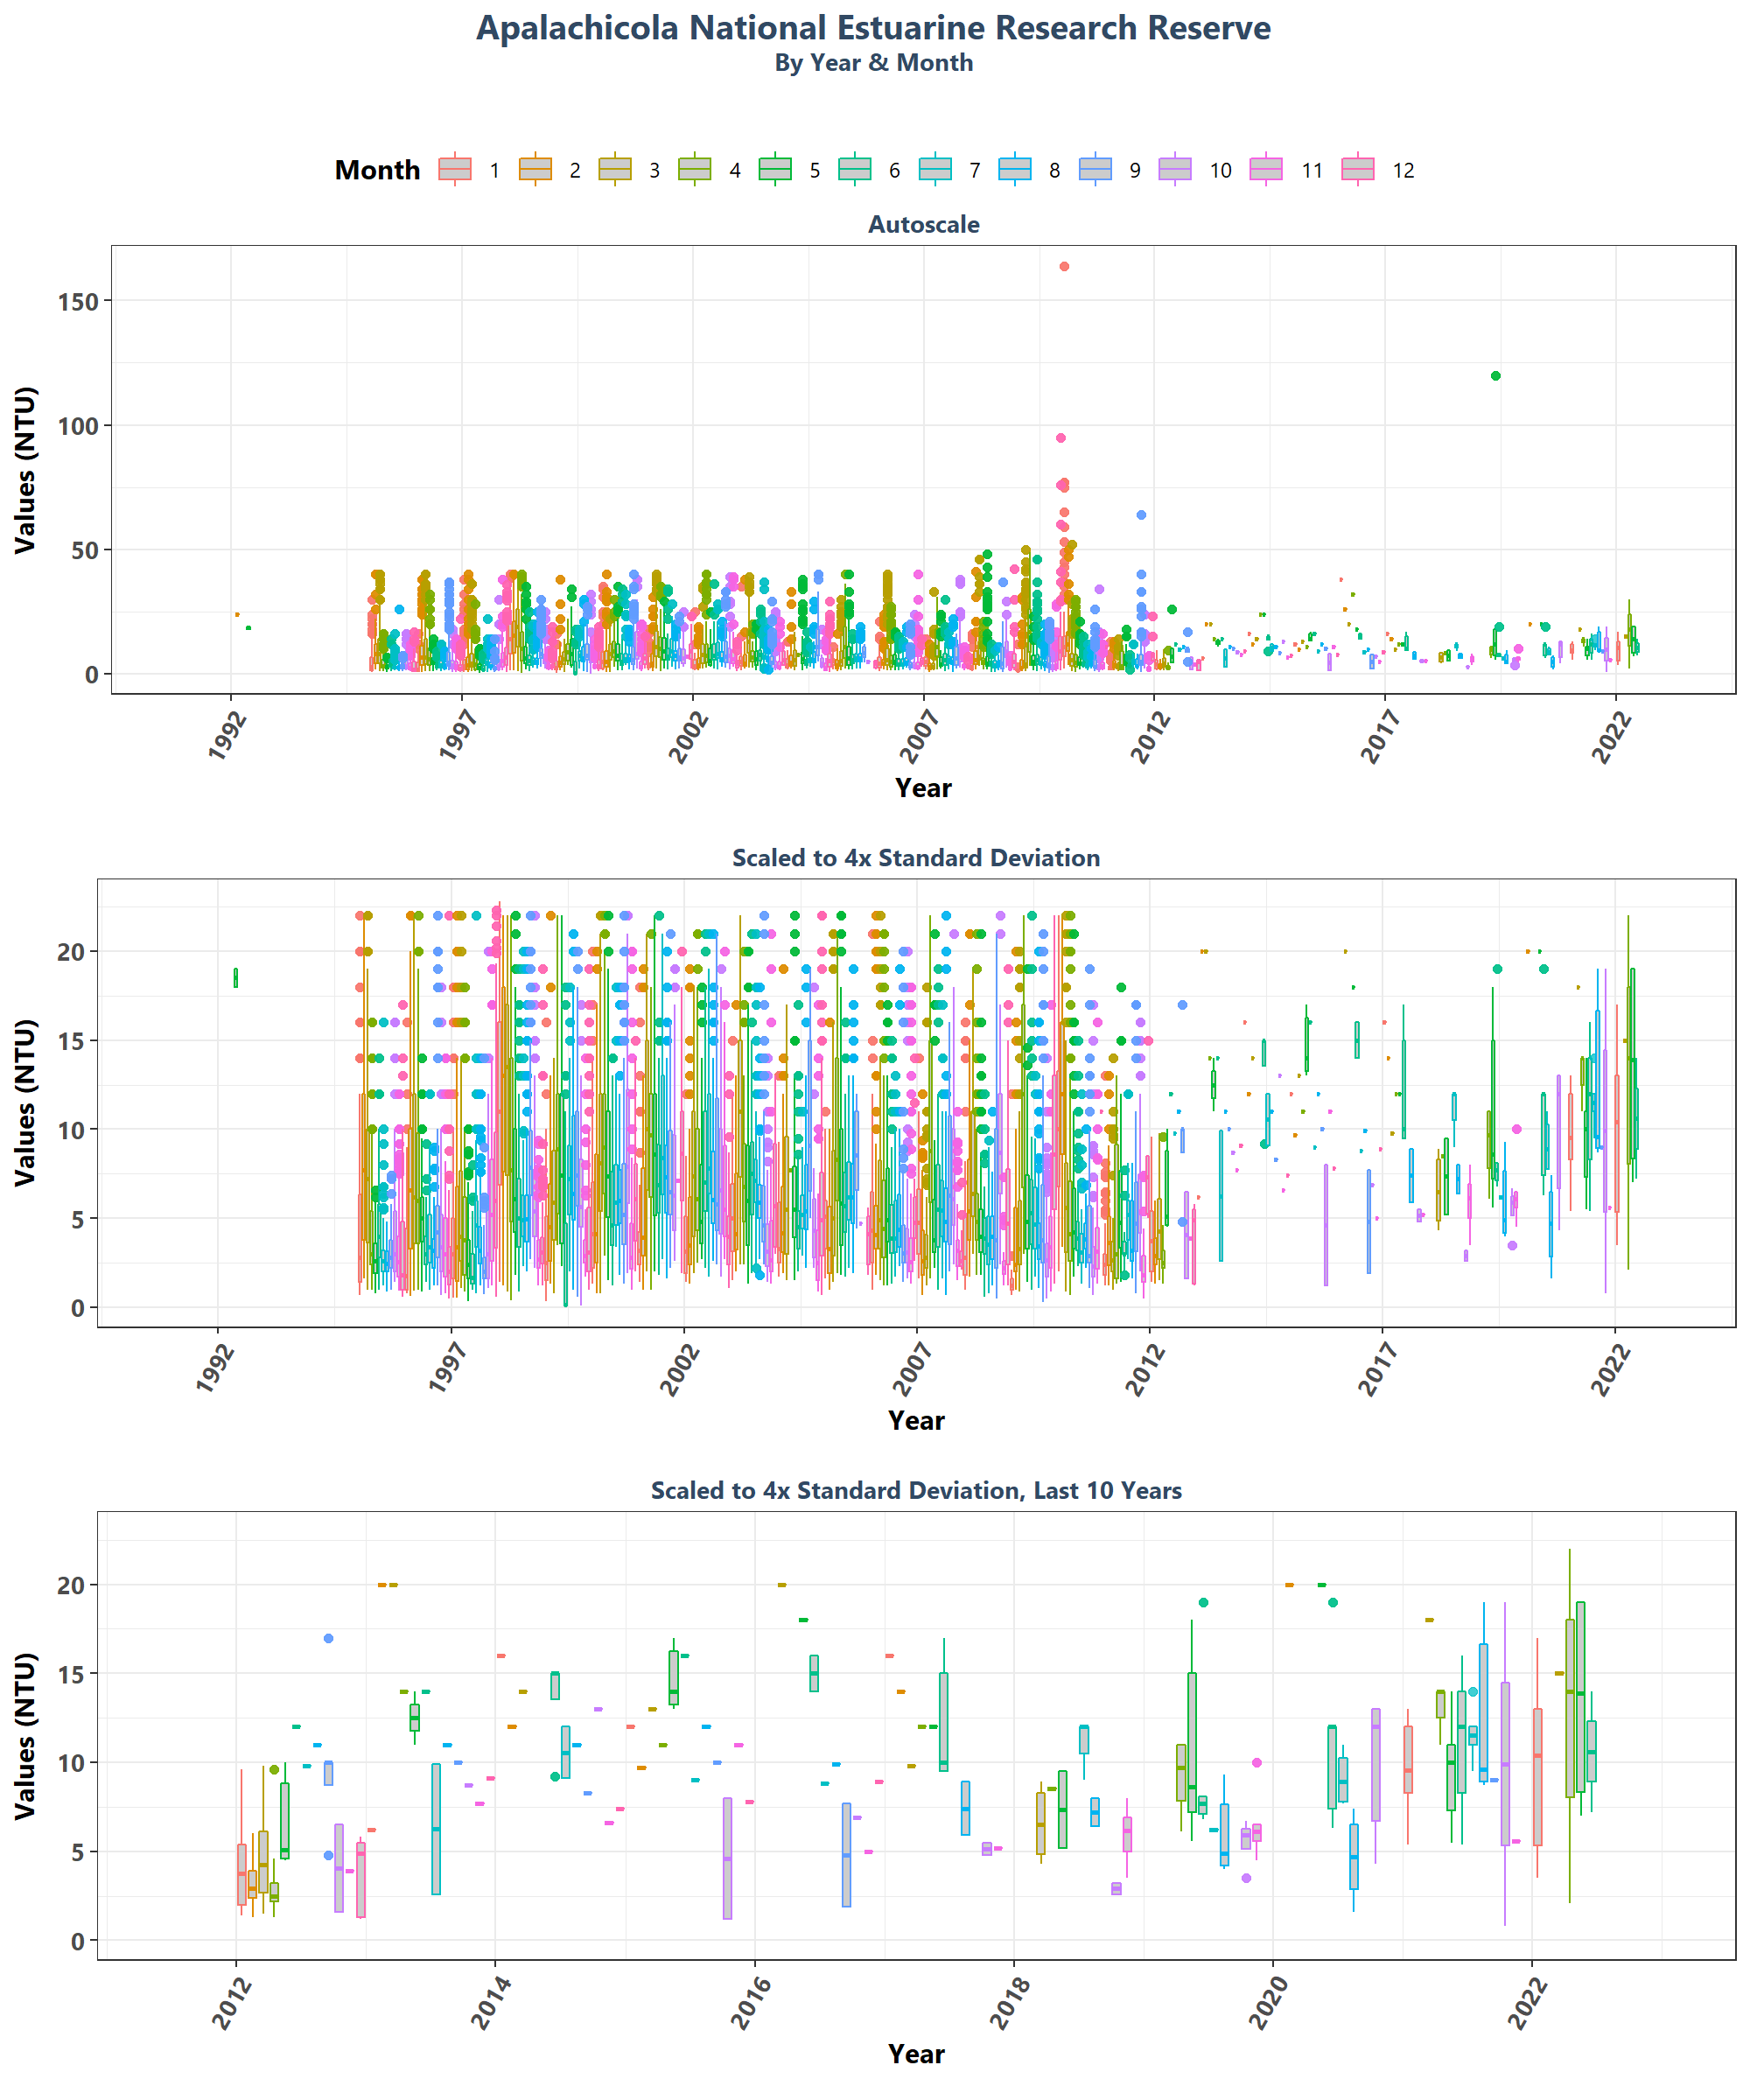 Apalachicola National Estuarine Research Reserve
By Year & Month
Month 1 2 3 4 5 6 7 8 9 10 11 12
Autoscale
Values (NTU)
150
100
50
0
1992 1997 2002 2007 2012 2017 2022
Year
Scaled to 4x Standard Deviation
Values (NTU)
20
15
10
5
0
1992 1997 2002 2007 2012 2017 2022
Year
Scaled to 4x Standard Deviation, Last 10 Years
Values (NTU)
20
15
10
5
0
2012 2014 2016 2018 2020 2022
Year